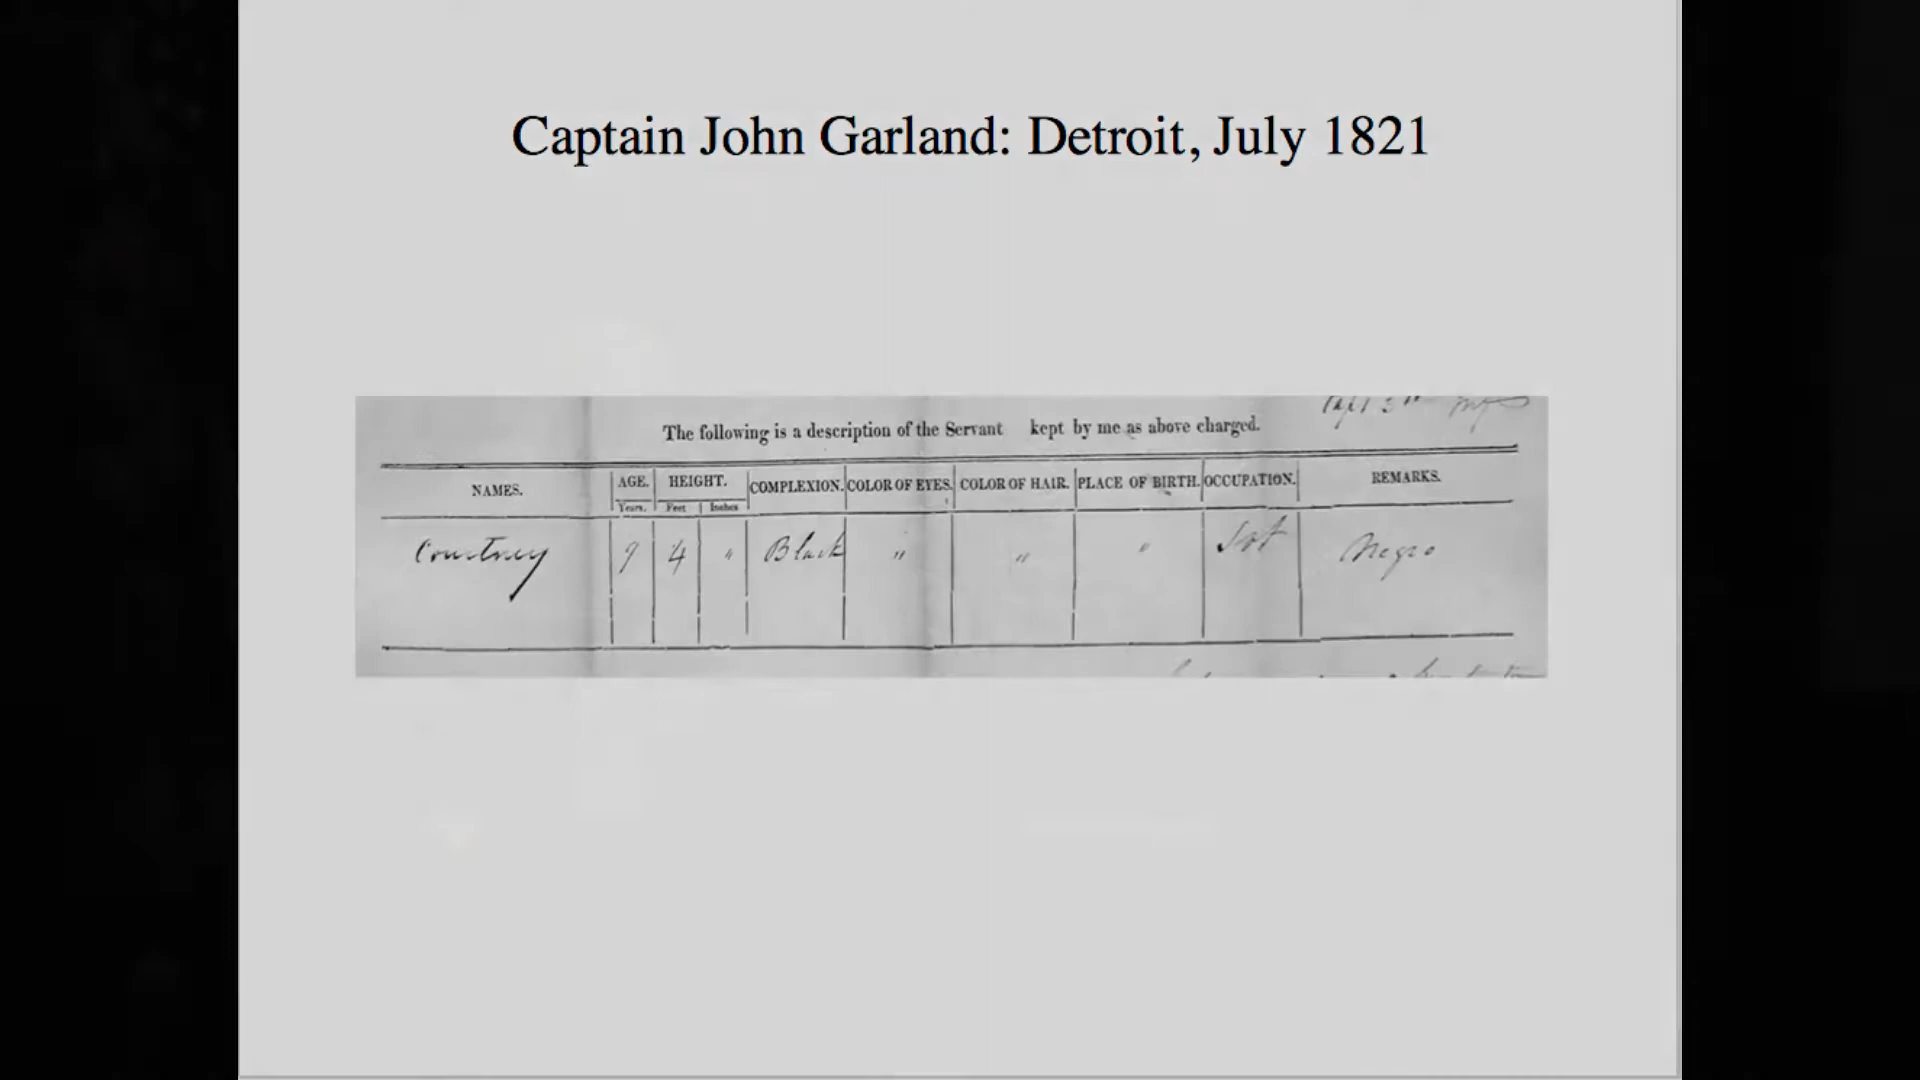 Captain John Garland: Detroit, July 1821
The following is a description of the Servant kept by me as above charged.
NAMES. AGE. HEIGHT. COMPLEXION. COLOR OF EYES. COLOR OF HAIR. PLACE OF BIRTH. OCCUPATION. REMARKS.
Years. Feet Inches
Courtney 9 4 " Black " " " Negro